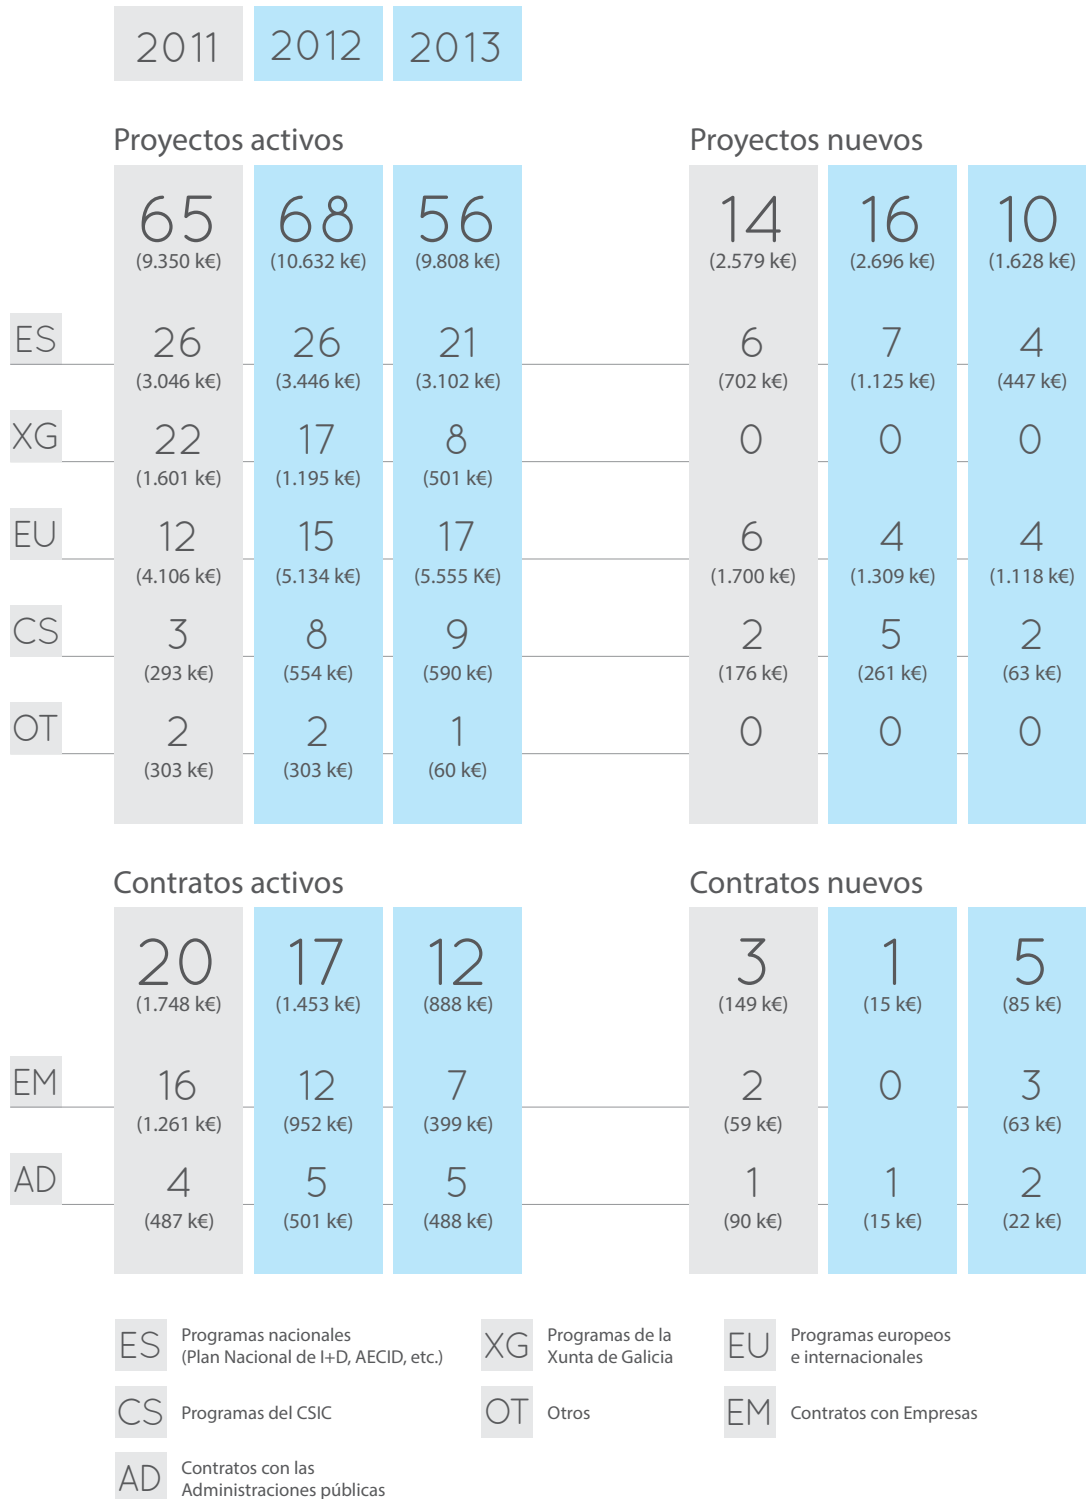 2011 2012 2013
Proyectos activos Proyectos nuevos
65 68 56 14 16 10
(9.350 k€) (10.632 k€) (9.808 k€) (2.579 k€) (2.696 k€) (1.628 k€)
ES 26 26 21 6 7 4
(3.046 k€) (3.446 k€) (3.102 k€) (702 k€) (1.125 k€) (447 k€)
XG 22 17 8 0 0 0
(1.601 k€) (1.195 k€) (501 k€)
EU 12 15 17 6 4 4
(4.106 k€) (5.134 k€) (5.555 K€) (1.700 k€) (1.309 k€) (1.118 k€)
CS 3 8 9 2 5 2
(293 k€) (554 k€) (590 k€) (176 k€) (261 k€) (63 k€)
OT 2 2 1 0 0 0
(303 k€) (303 k€) (60 k€)
Contratos activos Contratos nuevos
20 17 12 3 1 5
(1.748 k€) (1.453 k€) (888 k€) (149 k€) (15 k€) (85 k€)
EM 16 12 7 2 0 3
(1.261 k€) (952 k€) (399 k€) (59 k€) (63 k€)
AD 4 5 5 1 1 2
(487 k€) (501 k€) (488 k€) (90 k€) (15 k€) (22 k€)
ES Programas nacionales
(Plan Nacional de I+D, AECID, etc.)
XG Programas de la
Xunta de Galicia
EU Programas europeos
e internacionales
CS Programas del CSIC
OT Otros
EM Contratos con Empresas
AD Contratos con las
Administraciones públicas